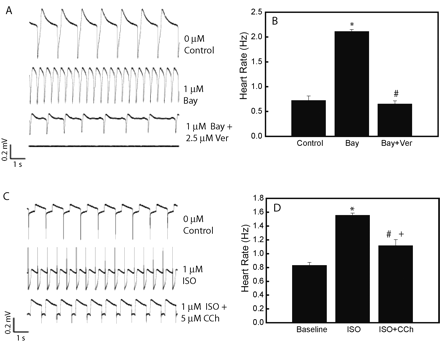 A
0 µM
Control
1 µM
Bay
1 µM Bay +
2.5 µM Ver
0.2 mV
1 s
B
Heart Rate (Hz)
2.5
2.0
1.5
1.0
0.5
0.0
*
#
Control
Bay
Bay+Ver
C
0 µM
Control
1 µM
ISO
1 µM ISO +
5 µM CCh
0.2 mV
1 s
D
Heart Rate (Hz)
1.8
1.6
1.4
1.2
1.0
0.8
0.6
0.4
0.2
0.0
*
# +
Baseline
ISO
ISO+CCh